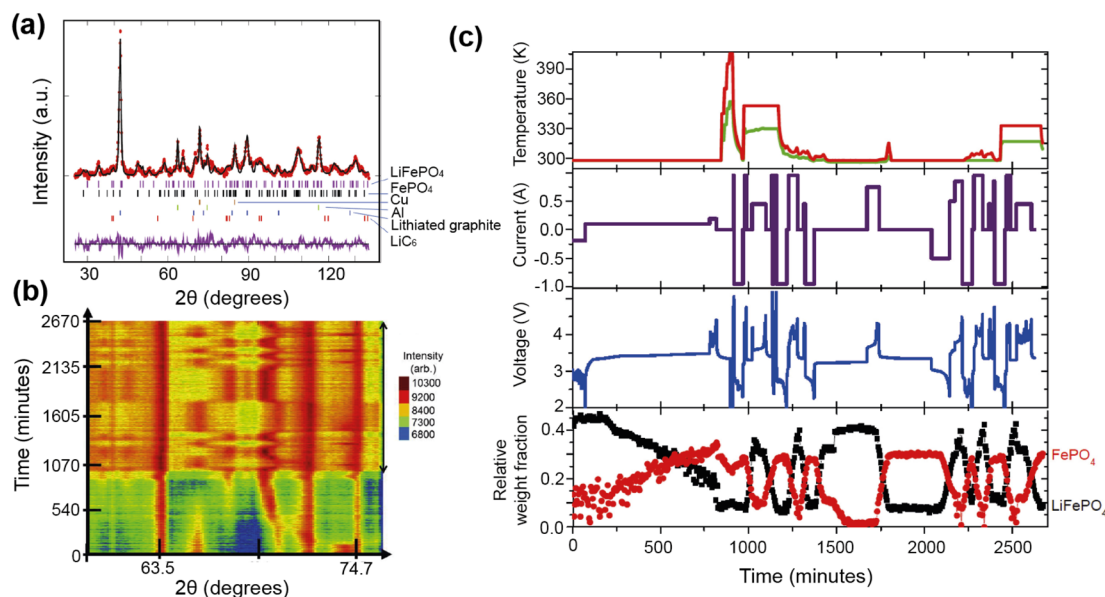 (a)
Intensity (a.u.)
LiFePO4
FePO4
Cu
Al
Lithiated graphite
LiC6
30 60 90 120
2θ (degrees)
(b)
Time (minutes)
2670
2135
1605
1070
540
0
63.5 74.7
2θ (degrees)
Intensity
(arb.)
10300
9200
8400
7300
6800
(c)
Temperature (K)
390
360
330
300
Current (A)
0.5
0.0
-0.5
-1.0
Voltage (V)
4
3
2
Relative
weight fraction
0.4
0.2
0.0
FePO4
LiFePO4
0 500 1000 1500 2000 2500
Time (minutes)